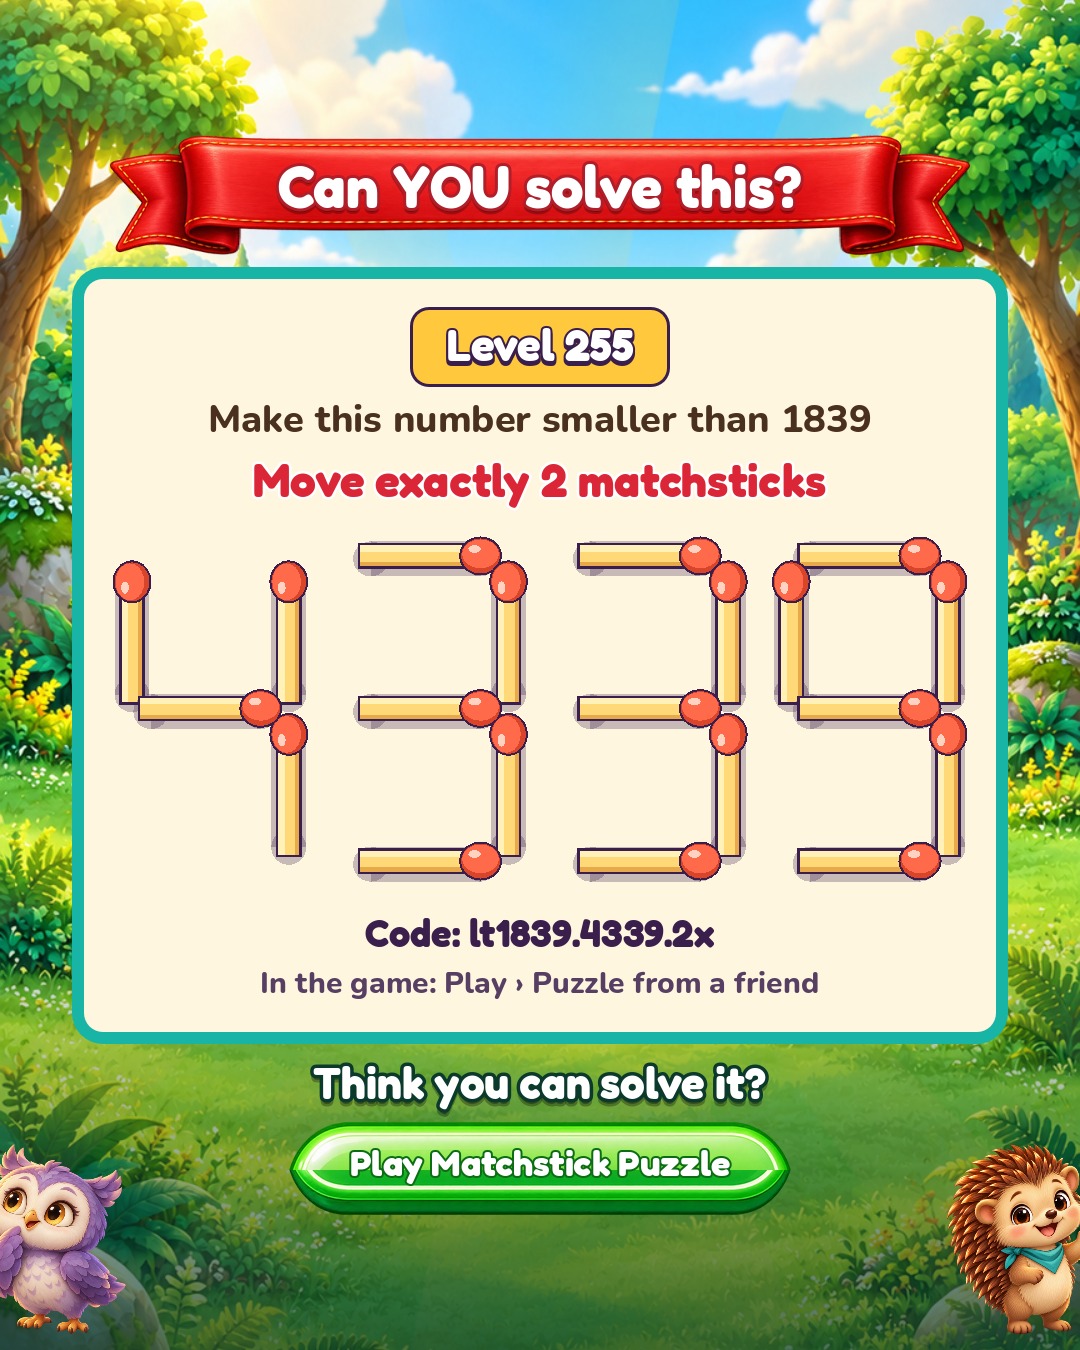 Can YOU solve this?
Level 255
Make this number smaller than 1839
Move exactly 2 matchsticks
4339
Code: lt1839.4339.2x
In the game: Play › Puzzle from a friend
Think you can solve it?
Play Matchstick Puzzle